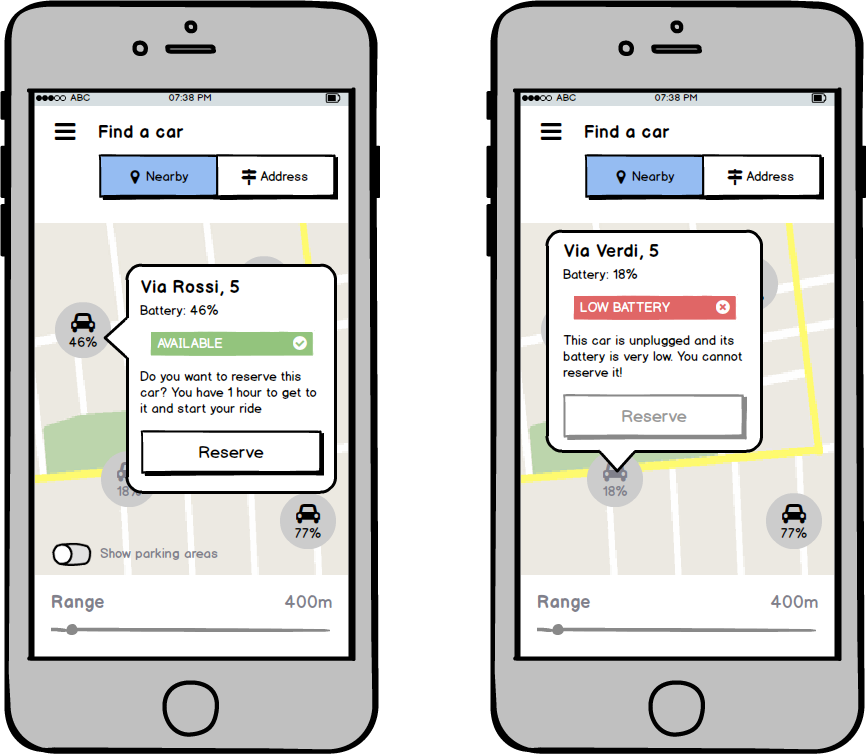 ABC 07:38 PM
Find a car
Nearby Address
Via Rossi, 5
Battery: 46%
AVAILABLE
Do you want to reserve this
car? You have 1 hour to get to
it and start your ride
Reserve
46%
18%
77%
Show parking areas
Range 400m
ABC 07:38 PM
Find a car
Nearby Address
Via Verdi, 5
Battery: 18%
LOW BATTERY
This car is unplugged and its
battery is very low. You cannot
reserve it!
Reserve
18%
77%
Range 400m